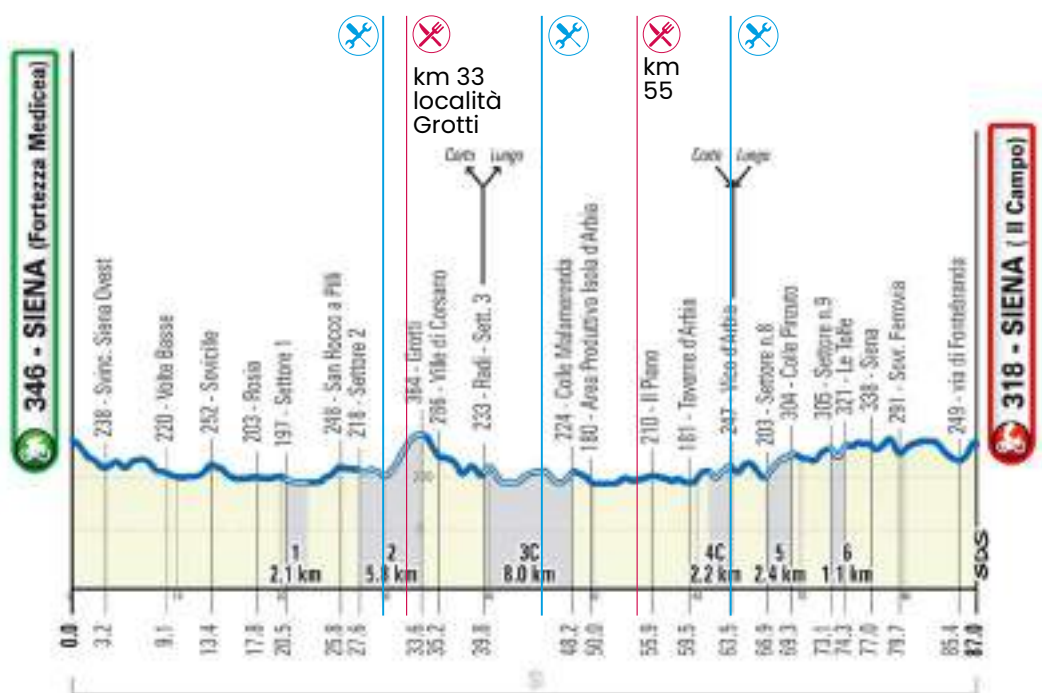 346 - SIENA (Fortezza Medicea)
km 33
località
Grotti
km
55
Corto Lungo
Corto Lungo
318 - SIENA ( Il Campo)
238 - Svinc. Siena Ovest
220 - Volte Basse
252 - Sovicille
203 - Rosia
197 - Settore 1
248 - San Rocco a Pilli
218 - Settore 2
364 - Grotti
286 - Ville di Corsano
233 - Radi - Sett. 3
224 - Colle Malamerenda
180 - Area Produttivo Isola d'Arbia
210 - Il Piano
181 - Taverne d'Arbia
247 - Vico d'Arbia
203 - Settore n.8
304 - Colle Pinzuto
305 - Settore n.9
321 - Le Tolfe
338 - Siena
291 - Sovr. Ferrovia
249 - via di Fontebranda
1
2.1 km
2
5.8 km
3C
8.0 km
4C
2.2 km
5
2.4 km
6
1.1 km
SDS
0.0
3.2
9.1
13.4
17.8
20.5
25.8
27.6
33.6
35.2
39.8
48.2
50.0
55.9
59.5
63.5
66.9
69.3
73.1
74.3
77.0
79.7
85.4
87.0